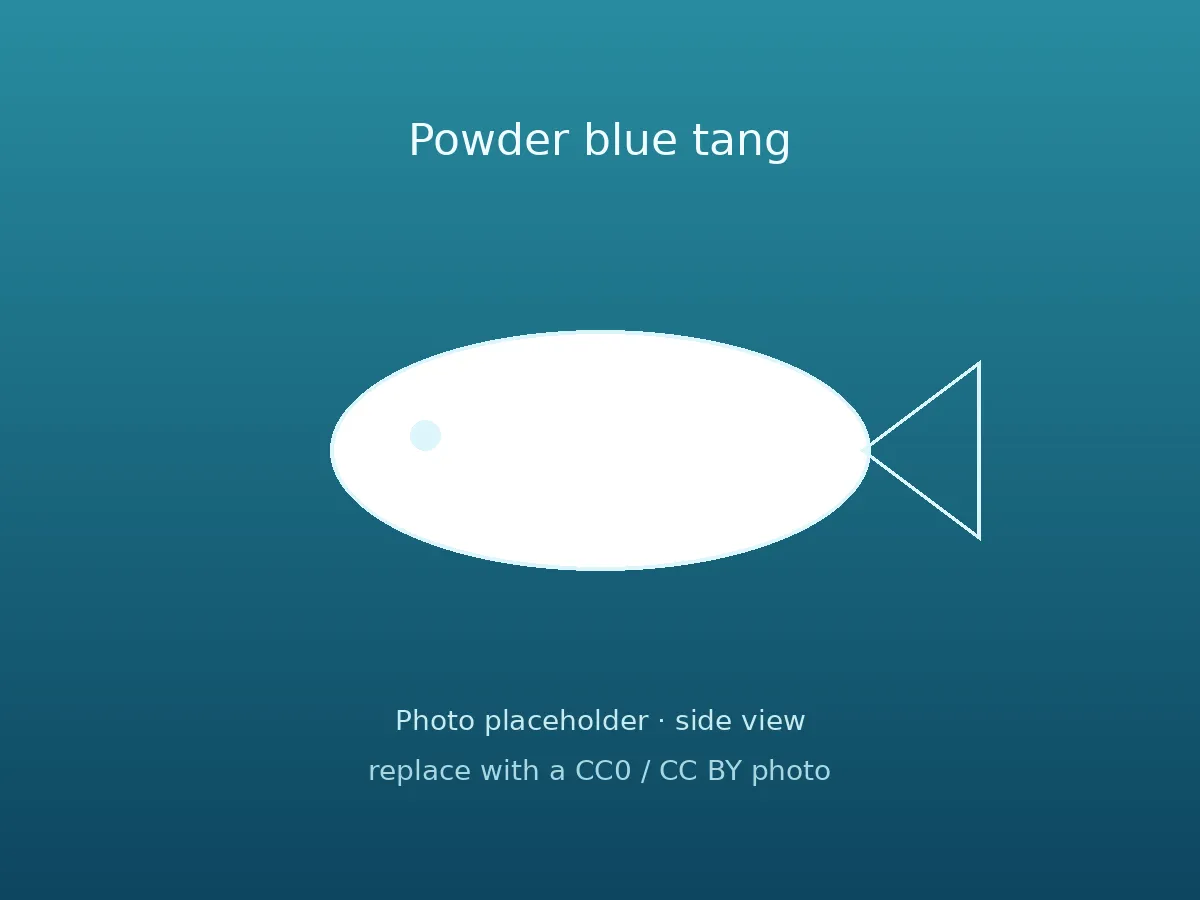 Powder blue tang
Photo placeholder · side view
replace with a CC0 / CC BY photo